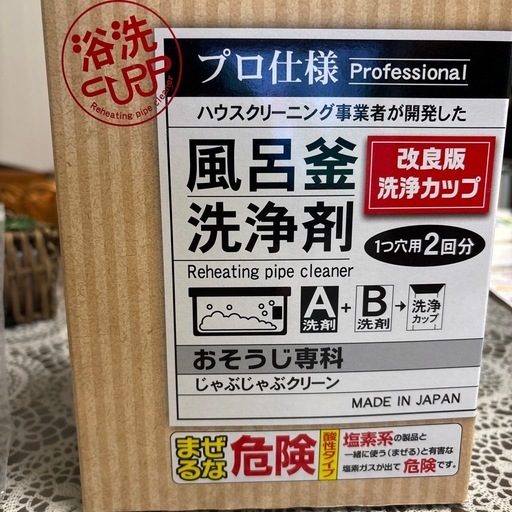 浴洗
CUPP
Reheating pipe cleaner
プロ仕様 Professional
ハウスクリーニング事業者が開発した
風呂釜
洗浄剤
改良版
洗浄カップ
Reheating pipe cleaner
1つ穴用2回分
A洗剤+B洗剤→洗浄カップ
おそうじ専科
じゃぶじゃぶクリーン
MADE IN JAPAN
まぜるな
危険
酸性タイプ
塩素系の製品と
一緒に使う(まぜる)と有害な
塩素ガスが出て危険です。